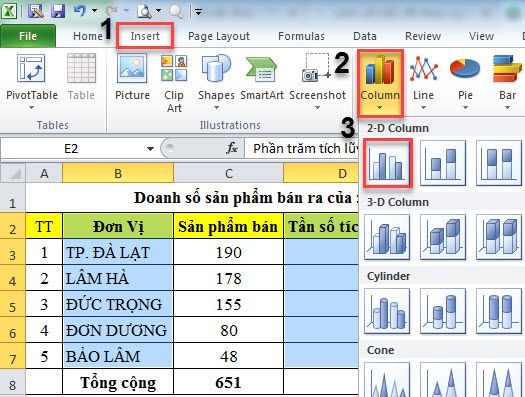 1
File Home Insert Page Layout Formulas Data Review View
2
PivotTable Table Picture Clip Art Shapes SmartArt Screenshot Column Line Pie Bar
Tables Illustrations
3
2-D Column
E2 fx Phần trăm tích lũy
A B C D
1 Doanh số sản phẩm bán ra của
3-D Column
2 TT Đơn Vị Sản phẩm bán Tần số tíc
3 1 TP. ĐÀ LẠT 190
4 2 LÂM HÀ 178
Cylinder
5 3 ĐỨC TRỌNG 155
6 4 ĐƠN DƯƠNG 80
7 5 BẢO LÂM 48
Cone
8 Tổng cộng 651